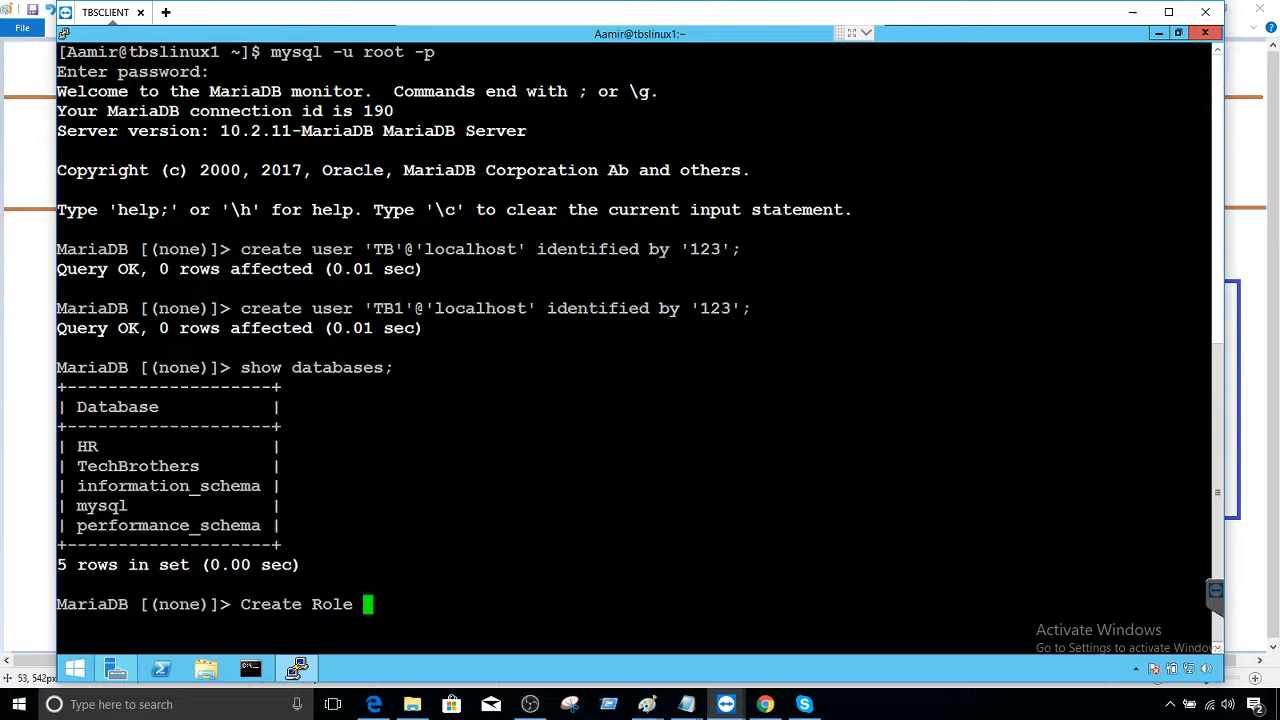 TBSCLIENT
File
Aamir@tbslinux1:~
[Aamir@tbslinux1 ~]$ mysql -u root -p
Enter password:
Welcome to the MariaDB monitor.  Commands end with ; or \g.
Your MariaDB connection id is 190
Server version: 10.2.11-MariaDB MariaDB Server
Copyright (c) 2000, 2017, Oracle, MariaDB Corporation Ab and others.
Type 'help;' or '\h' for help. Type '\c' to clear the current input statement.
MariaDB [(none)]> create user 'TB'@'localhost' identified by '123';
Query OK, 0 rows affected (0.01 sec)
MariaDB [(none)]> create user 'TB1'@'localhost' identified by '123';
Query OK, 0 rows affected (0.01 sec)
MariaDB [(none)]> show databases;
+--------------------+
| Database           |
+--------------------+
| HR                 |
| TechBrothers       |
| information_schema |
| mysql              |
| performance_schema |
+--------------------+
5 rows in set (0.00 sec)
MariaDB [(none)]> Create Role
Activate Windows
Go to Settings to activate Windo
53, 542px
Type here to search